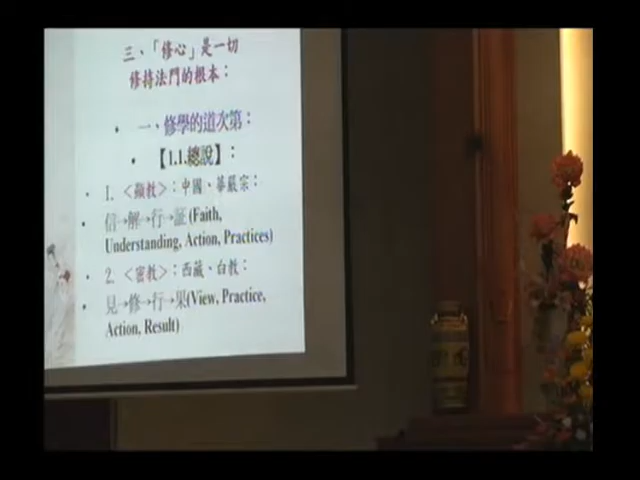 三、「修心」是一切
修持法門的根本：
• 一、修學的道次第：
• 【1.1.總說】：
• 1.〈顯教〉：中國、華嚴宗：
• 信→解→行→証(Faith,
Understanding, Action, Practices)
• 2.〈密教〉：西藏、白教：
• 見→修→行→果(View, Practice,
Action, Result)